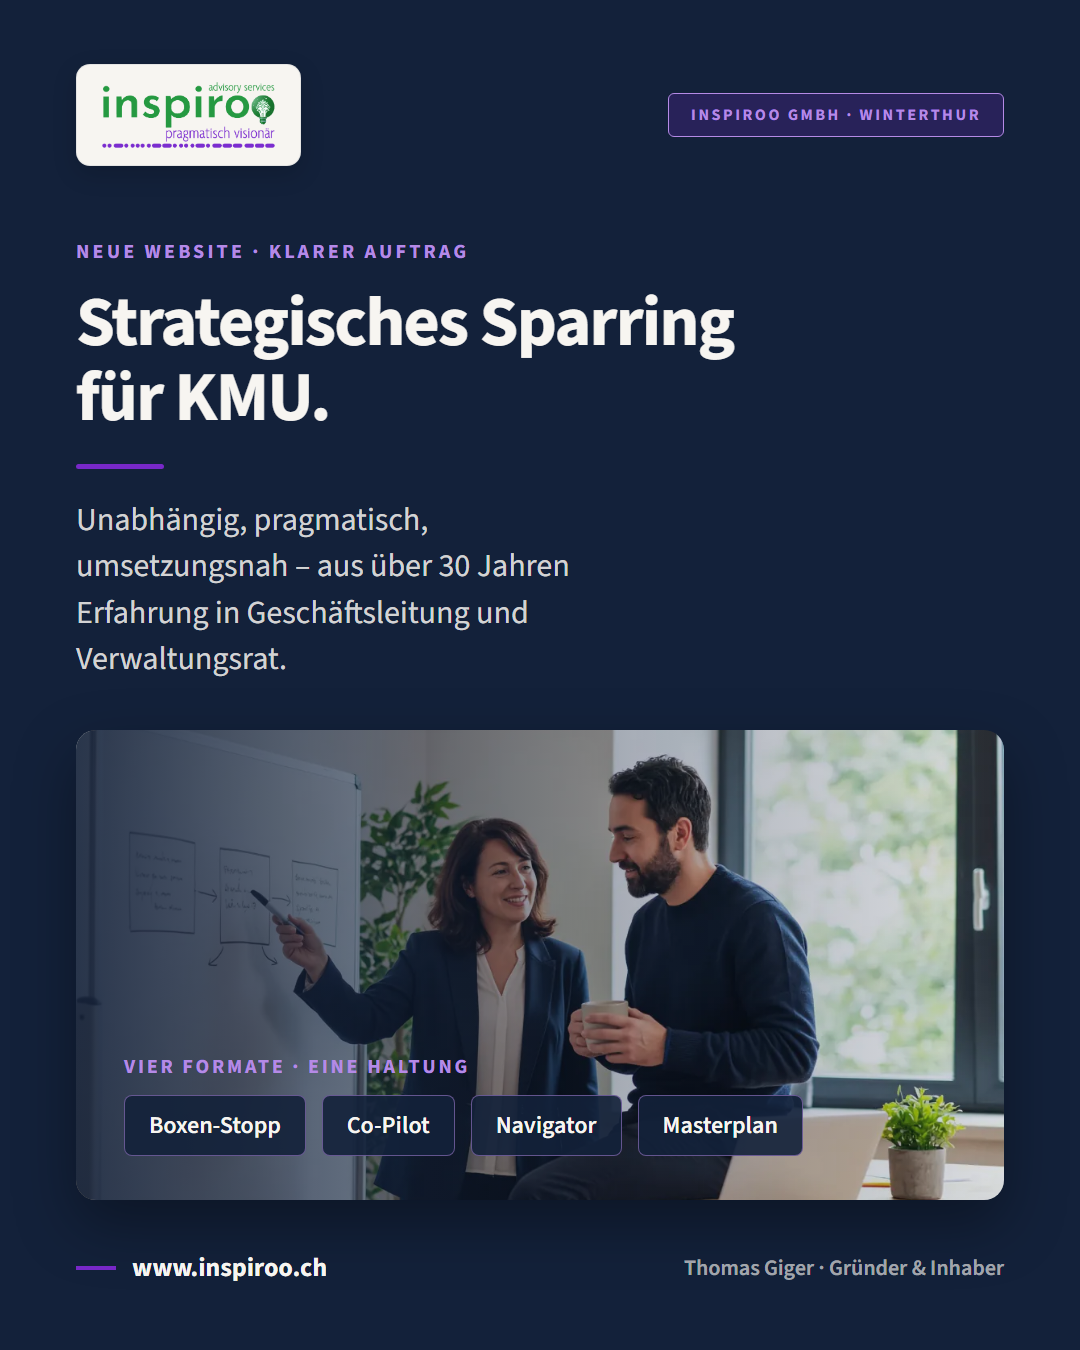 advisory services
inspiroo
pragmatisch visionär
INSPIROO GMBH · WINTERTHUR
NEUE WEBSITE · KLARER AUFTRAG
Strategisches Sparring
für KMU.
Unabhängig, pragmatisch,
umsetzungsnah – aus über 30 Jahren
Erfahrung in Geschäftsleitung und
Verwaltungsrat.
VIER FORMATE · EINE HALTUNG
Boxen-Stopp
Co-Pilot
Navigator
Masterplan
www.inspiroo.ch
Thomas Giger · Gründer & Inhaber